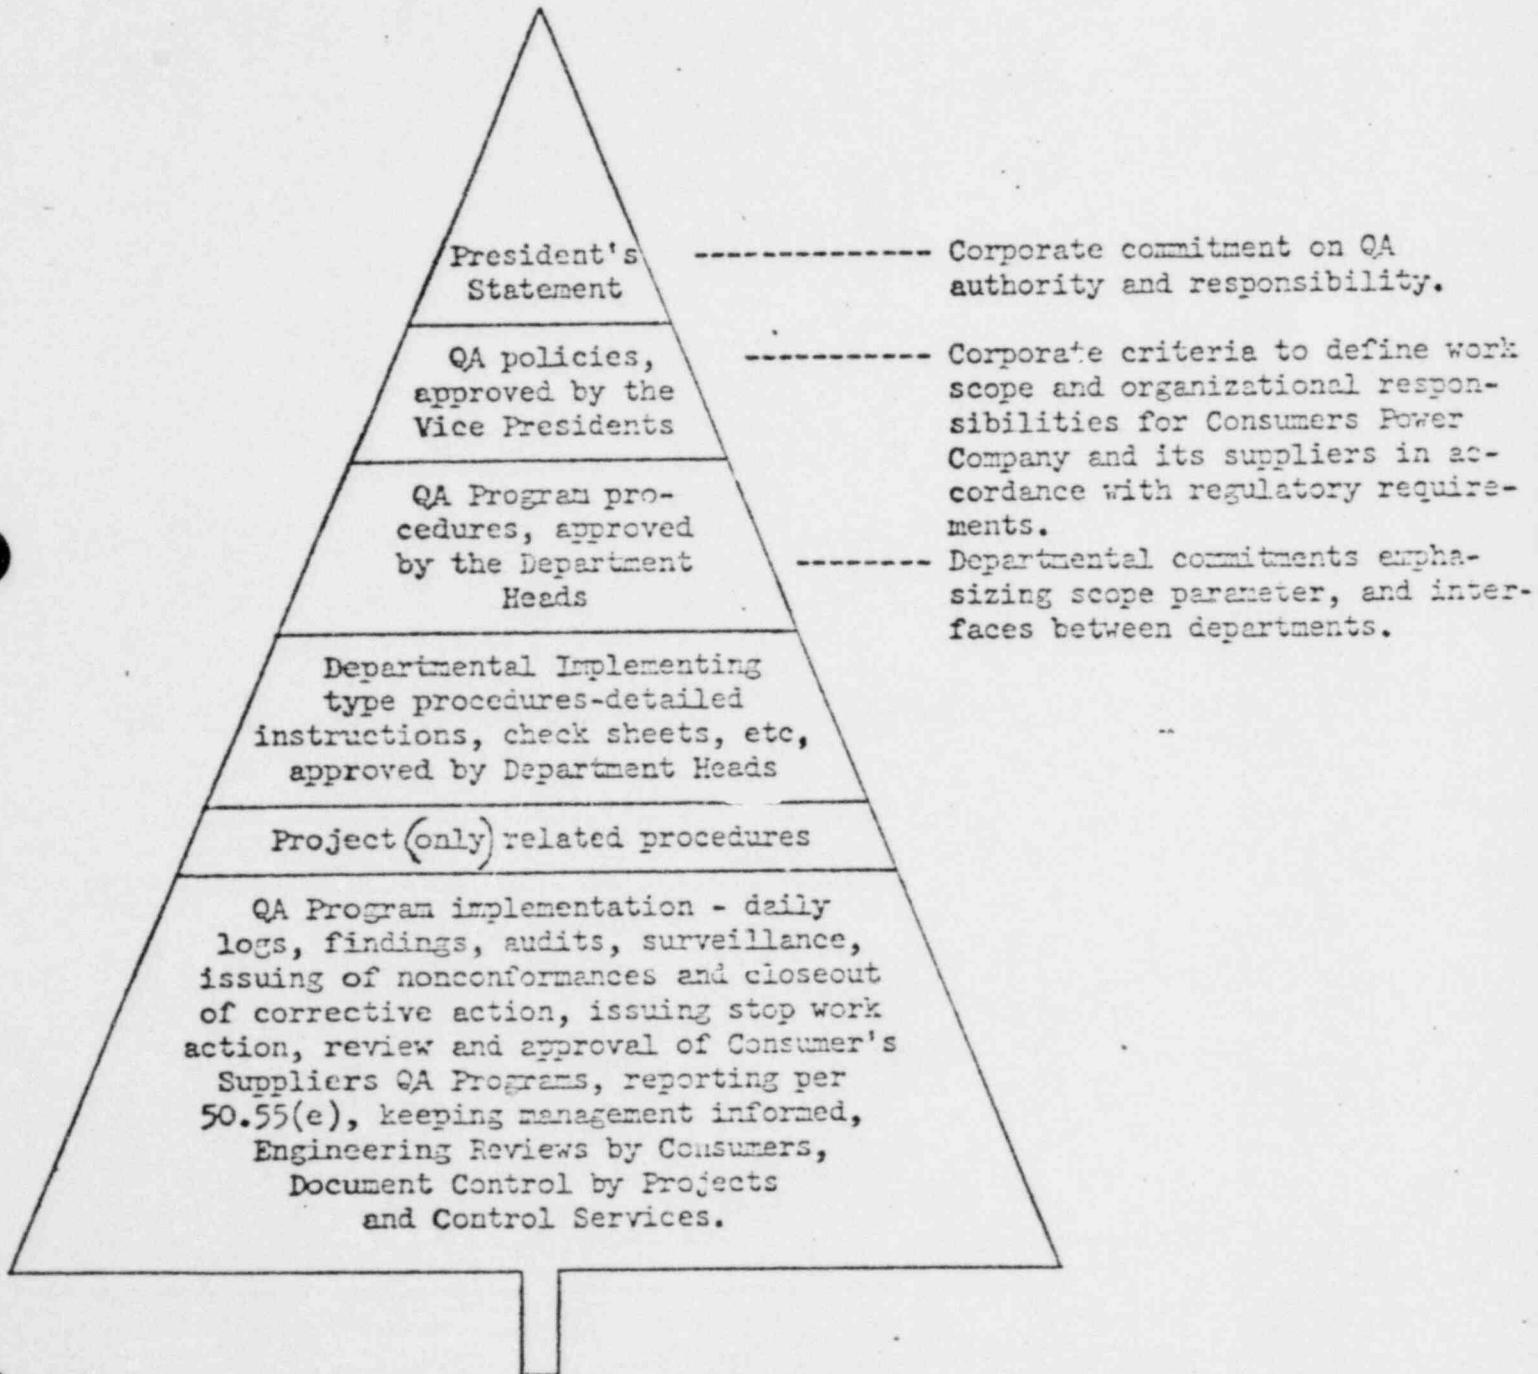 President's
Statement
------------- Corporate commitment on QA
authority and responsibility.
QA policies,
approved by the
Vice Presidents
----------- Corporate criteria to define work
scope and organizational respon-
sibilities for Consumers Power
Company and its suppliers in ac-
cordance with regulatory require-
ments.
QA Program pro-
cedures, approved
by the Department
Heads
-------- Departmental commitments empha-
sizing scope parameter, and inter-
faces between departments.
Departmental Implementing
type procedures-detailed
instructions, check sheets, etc,
approved by Department Heads
Project (only) related procedures
QA Program implementation - daily
logs, findings, audits, surveillance,
issuing of nonconformances and closeout
of corrective action, issuing stop work
action, review and approval of Consumer's
Suppliers QA Programs, reporting per
50.55(e), keeping management informed,
Engineering Reviews by Consumers,
Document Control by Projects
and Control Services.